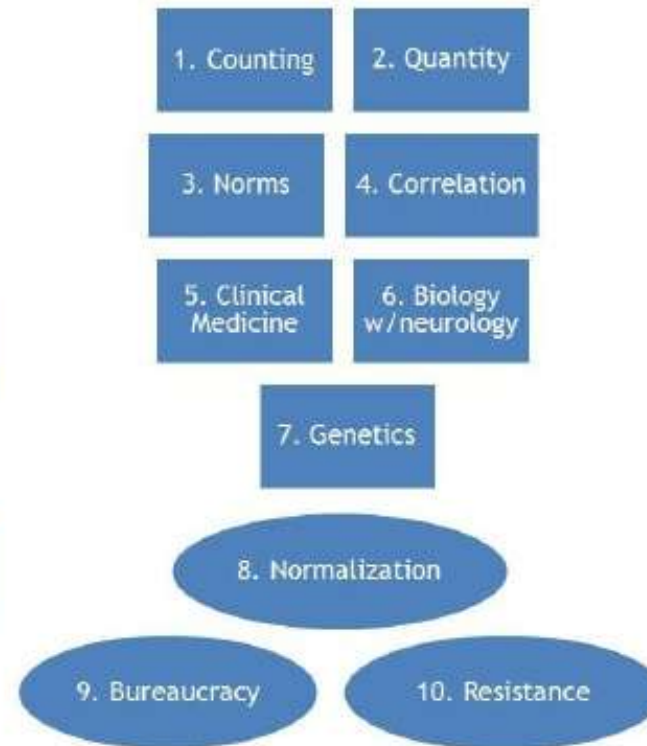 1. Counting
2. Quantity
3. Norms
4. Correlation
5. Clinical
Medicine
6. Biology
w/neurology
7. Genetics
8. Normalization
9. Bureaucracy
10. Resistance